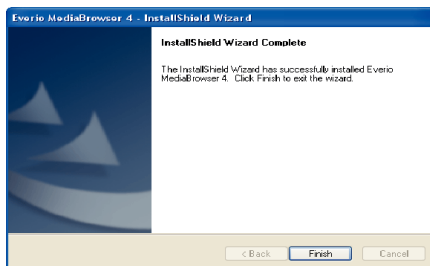 Everio MediaBrowser 4 - InstallShield Wizard
InstallShield Wizard Complete
The InstallShield Wizard has successfully installed Everio
MediaBrowser 4. Click Finish to exit the wizard.
< Back
Finish
Cancel